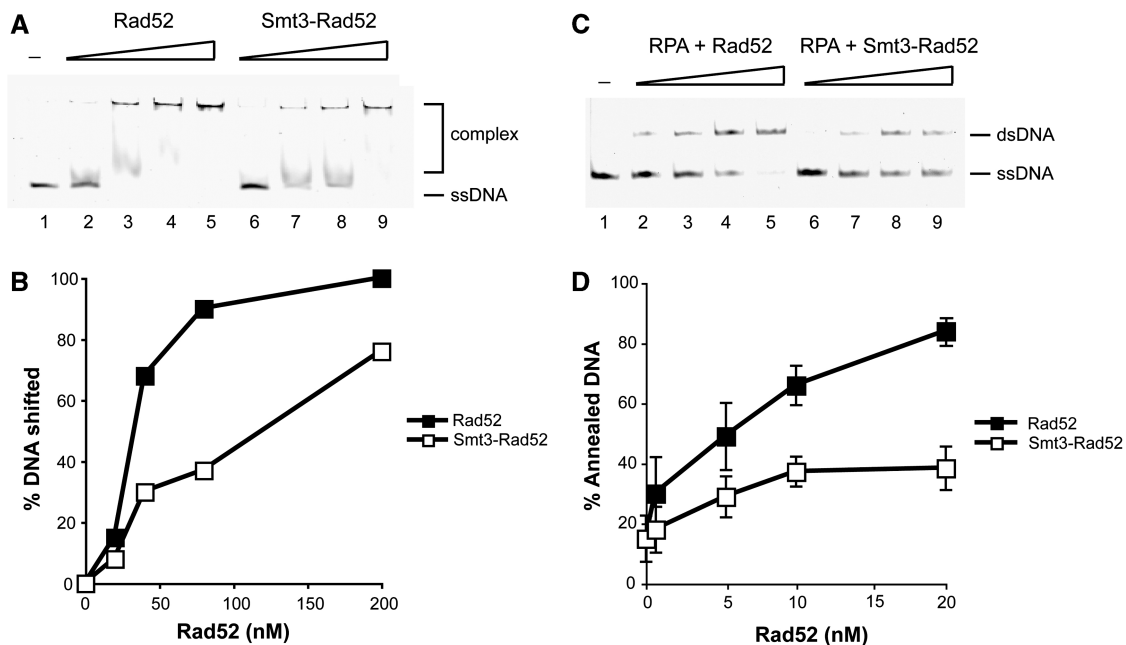 A
Rad52
Smt3-Rad52
–
complex
ssDNA
1 2 3 4 5 6 7 8 9
C
RPA + Rad52
RPA + Smt3-Rad52
–
dsDNA
ssDNA
1 2 3 4 5 6 7 8 9
B
% DNA shifted
100
80
60
40
20
0
0 50 100 150 200
Rad52 (nM)
Rad52
Smt3-Rad52
D
% Annealed DNA
100
80
60
40
20
0
0 5 10 15 20
Rad52 (nM)
Rad52
Smt3-Rad52